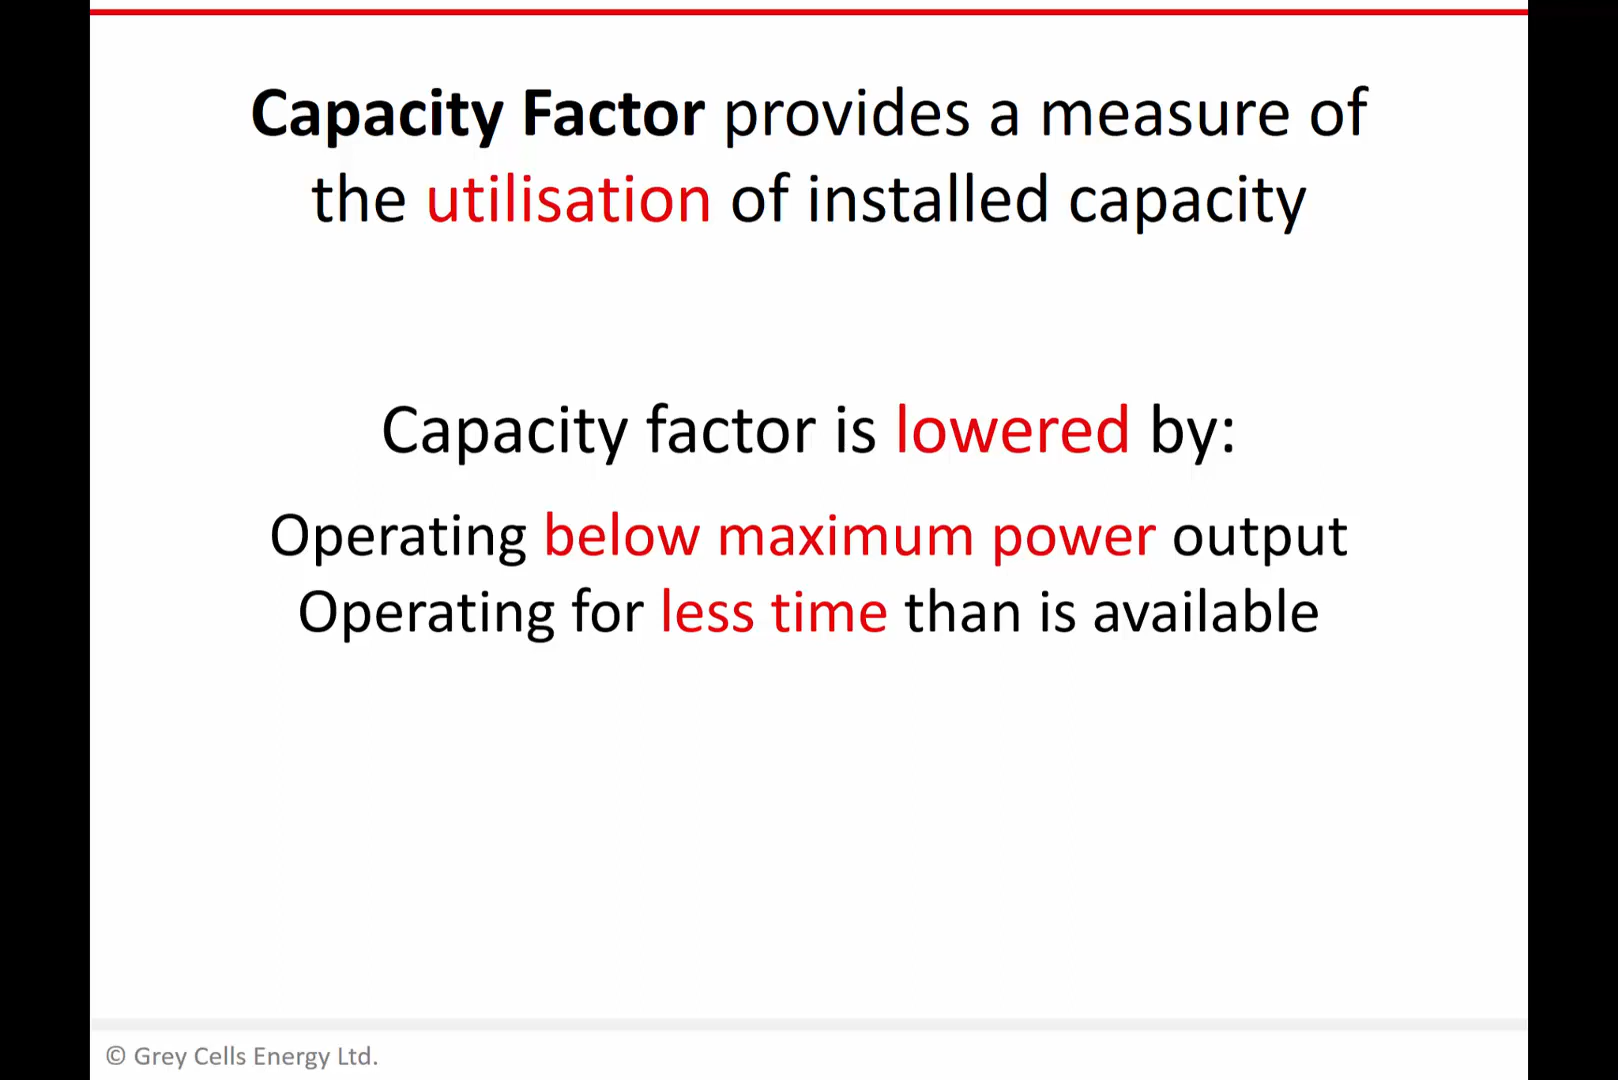 Capacity Factor provides a measure of
the utilisation of installed capacity
Capacity factor is lowered by:
Operating below maximum power output
Operating for less time than is available
© Grey Cells Energy Ltd.